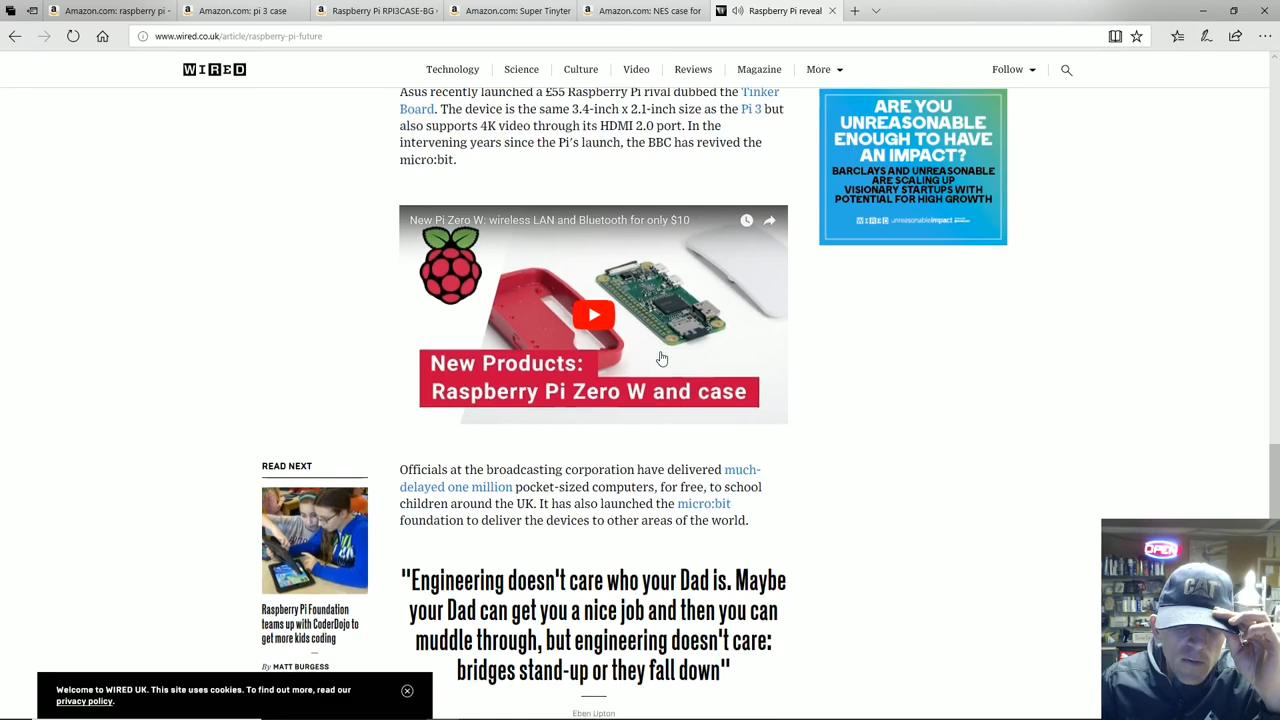 Amazon.com: raspberry pi -
Amazon.com: pi 3 case
Raspberry Pi RPI3CASE-BG
Amazon.com: Super Tinyter
Amazon.com: NES case for
Raspberry Pi reveal
www.wired.co.uk/article/raspberry-pi-future
WIRED
Technology
Science
Culture
Video
Reviews
Magazine
More
Follow
Asus recently launched a £55 Raspberry Pi rival dubbed the Tinker
Board. The device is the same 3.4-inch x 2.1-inch size as the Pi 3 but
also supports 4K video through its HDMI 2.0 port. In the
intervening years since the Pi's launch, the BBC has revived the
micro:bit.
ARE YOU
UNREASONABLE
ENOUGH TO HAVE
AN IMPACT?
BARCLAYS AND UNREASONABLE
ARE SCALING UP
VISIONARY STARTUPS WITH
POTENTIAL FOR HIGH GROWTH
WIRED unreasonableimpact
New Pi Zero W: wireless LAN and Bluetooth for only $10
New Products:
Raspberry Pi Zero W and case
Officials at the broadcasting corporation have delivered much-
delayed one million pocket-sized computers, for free, to school
children around the UK. It has also launched the micro:bit
foundation to deliver the devices to other areas of the world.
READ NEXT
Raspberry Pi Foundation
teams up with CoderDojo to
get more kids coding
By MATT BURGESS
"Engineering doesn't care who your Dad is. Maybe
your Dad can get you a nice job and then you can
muddle through, but engineering doesn't care:
bridges stand-up or they fall down"
Eben Upton
Welcome to WIRED UK. This site uses cookies. To find out more, read our
privacy policy.
OPEN
CAT